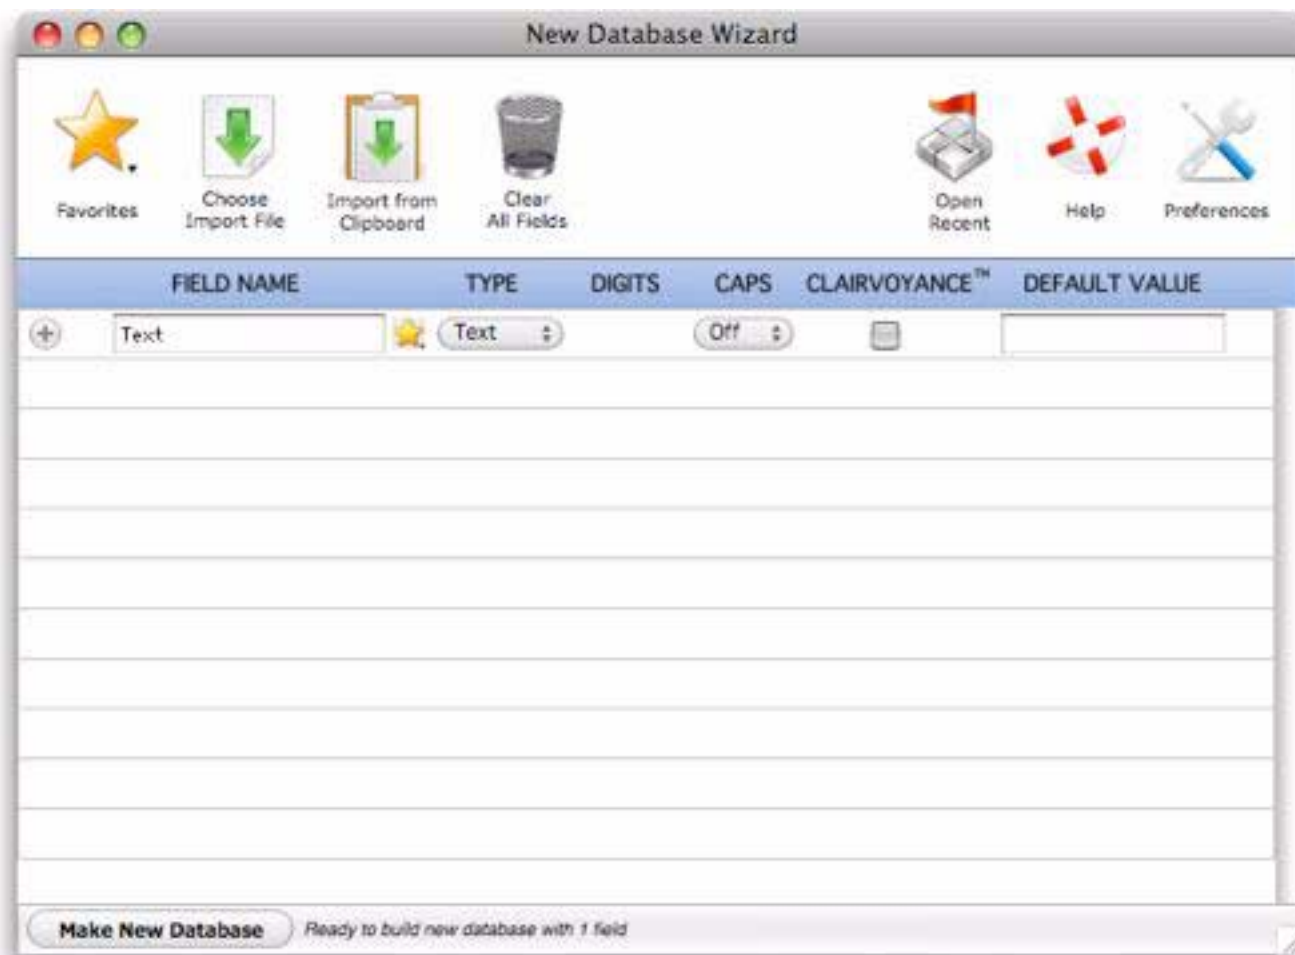 New Database Wizard
Favorites
Choose
Import File
Import from
Clipboard
Clear
All Fields
Open
Recent
Help
Preferences
FIELD NAME TYPE DIGITS CAPS CLAIRVOYANCE™ DEFAULT VALUE
Text Text Off
Make New Database Ready to build new database with 1 field